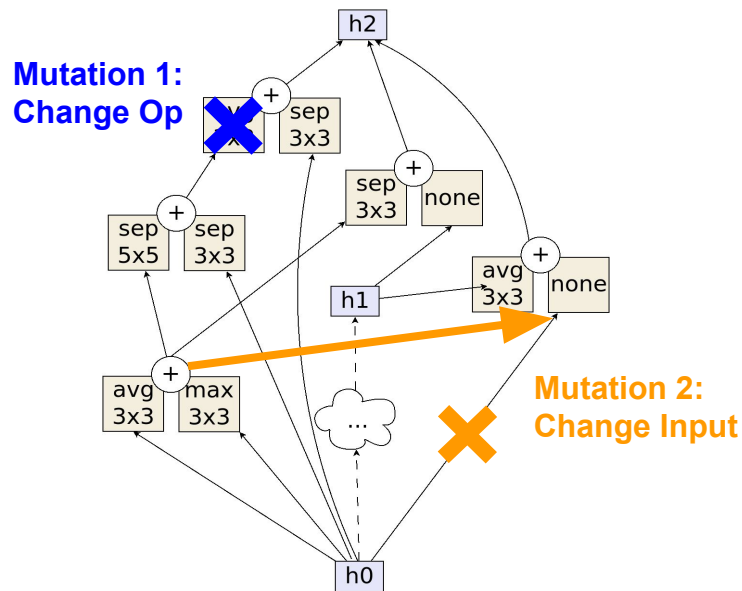 h2
Mutation 1:
Change Op
+
sep
3x3
+
sep
3x3
none
+
sep
5x5
sep
3x3
+
avg
3x3
none
h1
+
avg
3x3
max
3x3
...
Mutation 2:
Change Input
h0